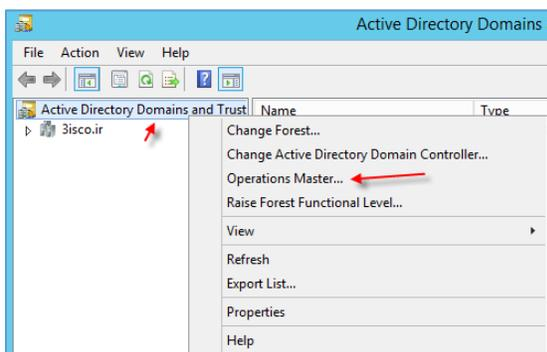 Active Directory Domains
File Action View Help
Active Directory Domains and Trust Name Type
3isco.ir
Change Forest...
Change Active Directory Domain Controller...
Operations Master...
Raise Forest Functional Level...
View
Refresh
Export List...
Properties
Help